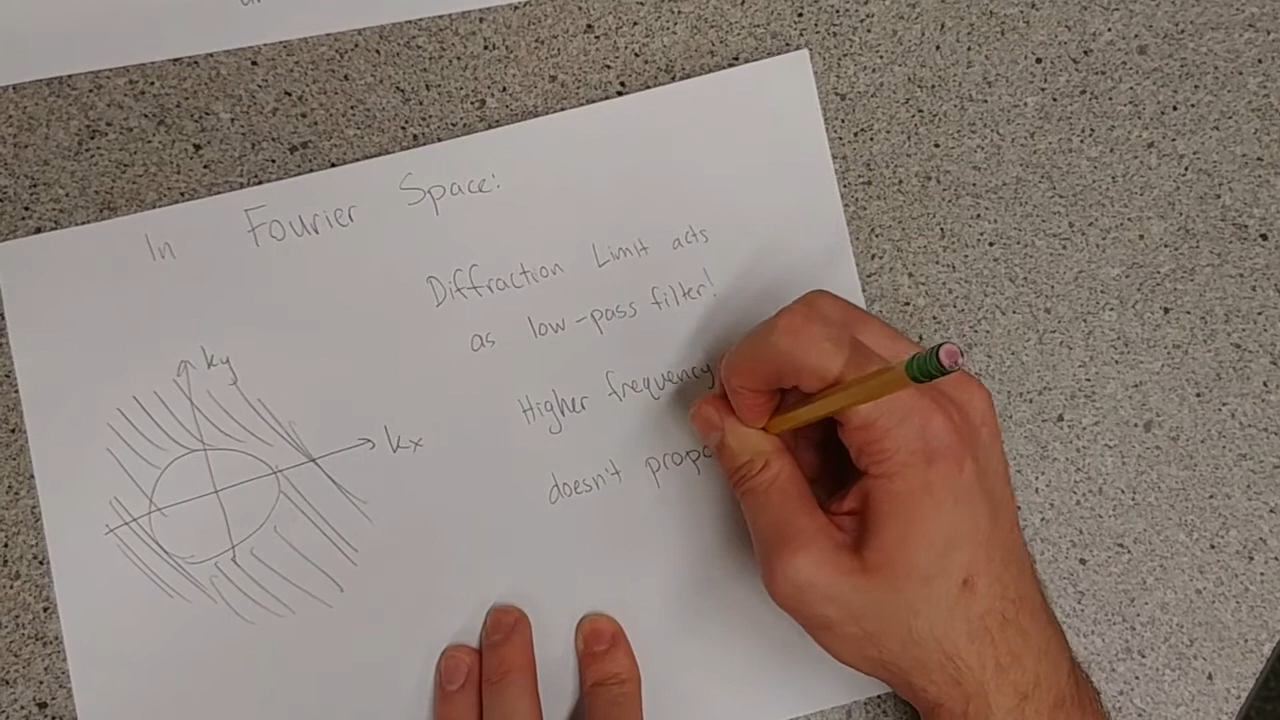 In Fourier Space:
Diffraction Limit acts
as low-pass filter!
Higher frequency
doesn't
ky
kx